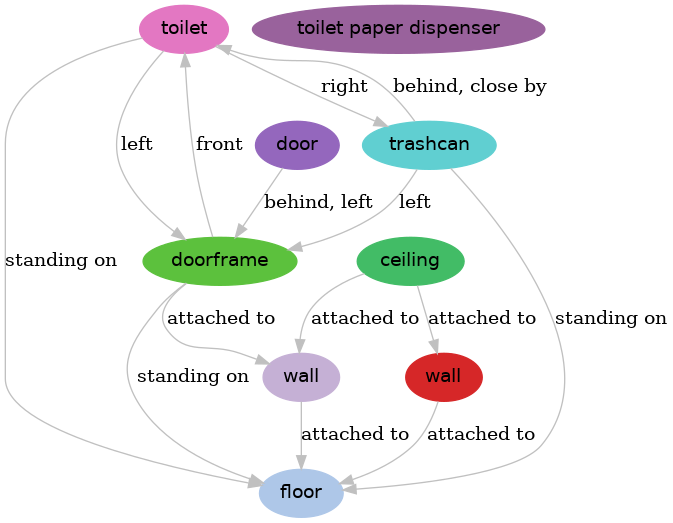 toilet
toilet paper dispenser
right
behind, close by
left
front
door
trashcan
behind, left
left
standing on
doorframe
ceiling
attached to
attached to
attached to
standing on
standing on
wall
wall
attached to
attached to
floor